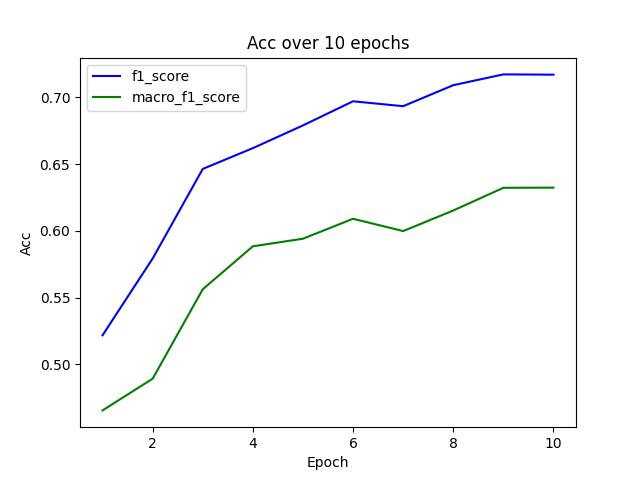 Acc over 10 epochs
f1_score
macro_f1_score
0.70
0.65
0.60
0.55
0.50
Acc
2 4 6 8 10
Epoch